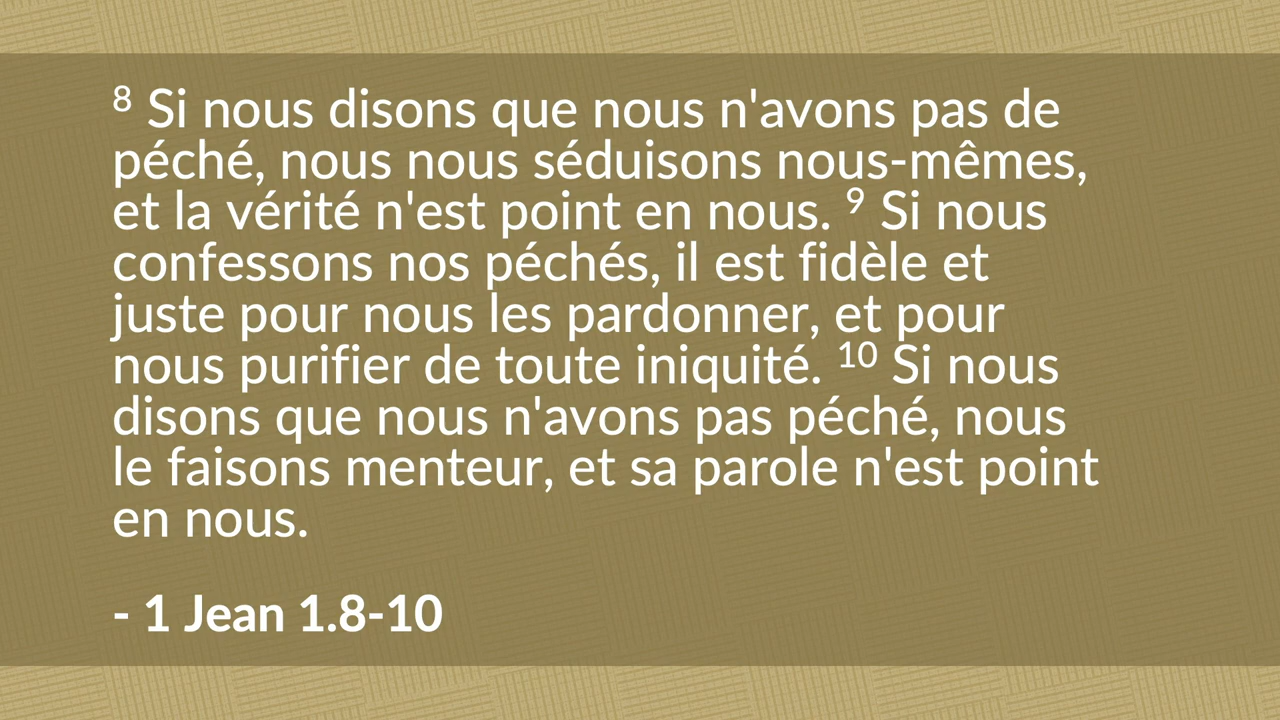 8 Si nous disons que nous n'avons pas de
péché, nous nous séduisons nous-mêmes,
et la vérité n'est point en nous. 9 Si nous
confessons nos péchés, il est fidèle et
juste pour nous les pardonner, et pour
nous purifier de toute iniquité. 10 Si nous
disons que nous n'avons pas péché, nous
le faisons menteur, et sa parole n'est point
en nous.
- 1 Jean 1.8-10